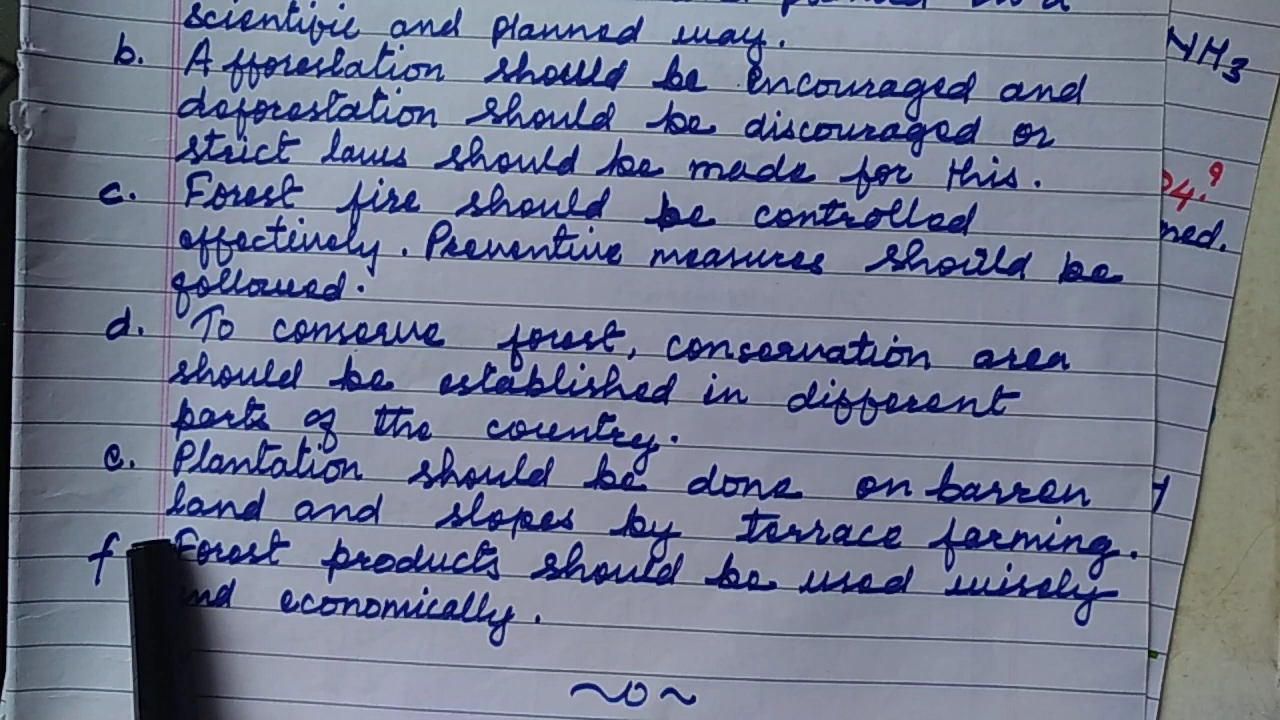 scientific and planned way.
b. Afforestation should be encouraged and
deforestation should be discouraged or
strict laws should be made for this.
c. Forest fire should be controlled
effectively. Preventive measures should be
followed.
d. To conserve forest, conservation area
should be established in different
parts of the country.
e. Plantation should be done on barren
land and slopes by terrace farming.
f Forest products should be used wisely
and economically.
~o~
NH3
med.